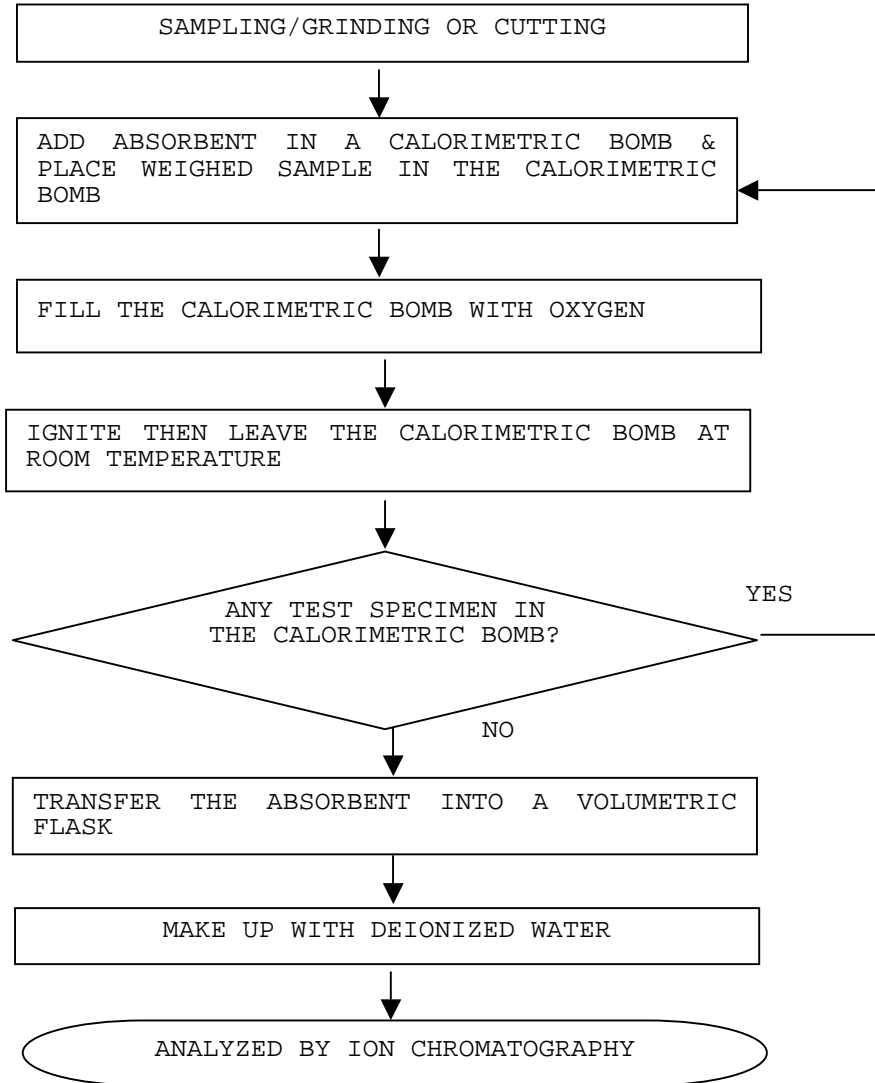 SAMPLING/GRINDING OR CUTTING
ADD ABSORBENT IN A CALORIMETRIC BOMB &
PLACE WEIGHED SAMPLE IN THE CALORIMETRIC
BOMB
FILL THE CALORIMETRIC BOMB WITH OXYGEN
IGNITE THEN LEAVE THE CALORIMETRIC BOMB AT
ROOM TEMPERATURE
YES
ANY TEST SPECIMEN IN
THE CALORIMETRIC BOMB?
NO
TRANSFER THE ABSORBENT INTO A VOLUMETRIC
FLASK
MAKE UP WITH DEIONIZED WATER
ANALYZED BY ION CHROMATOGRAPHY